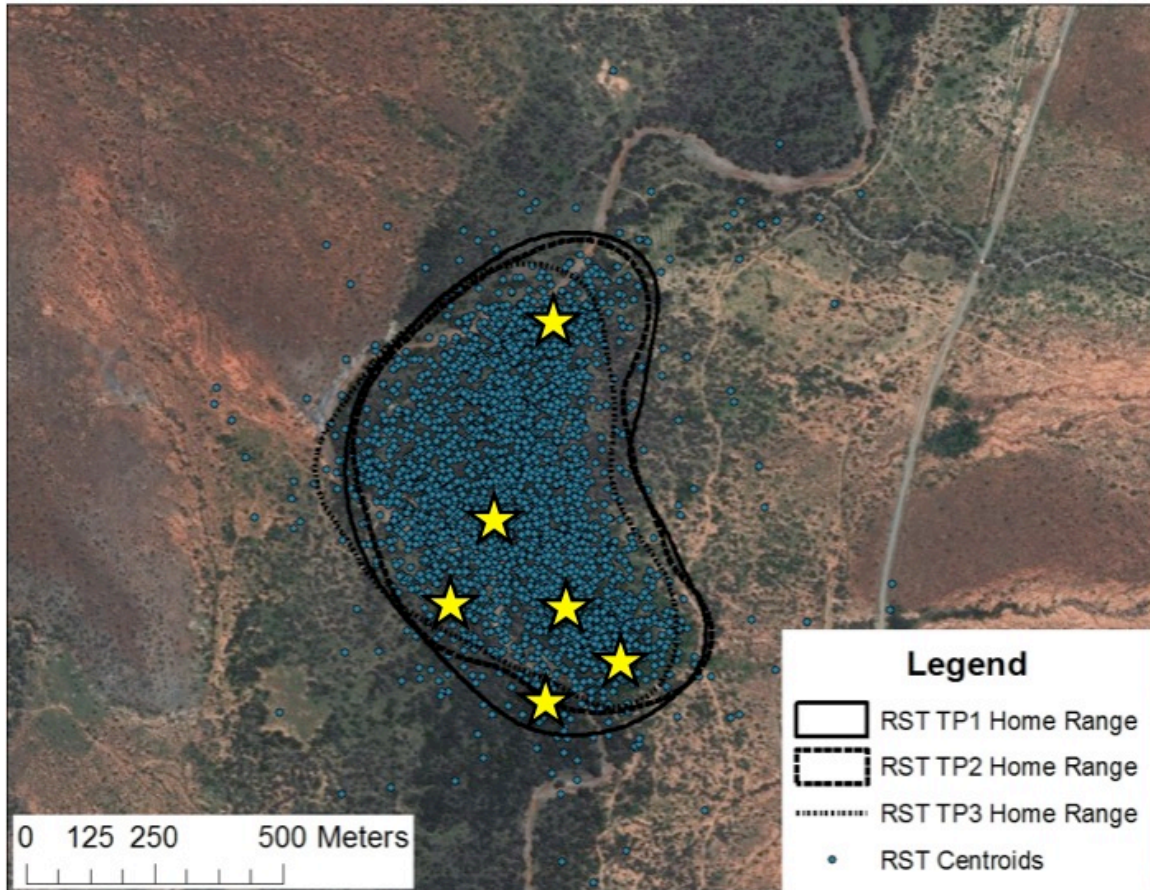 Legend
RST TP1 Home Range
RST TP2 Home Range
RST TP3 Home Range
RST Centroids
0 125 250 500 Meters